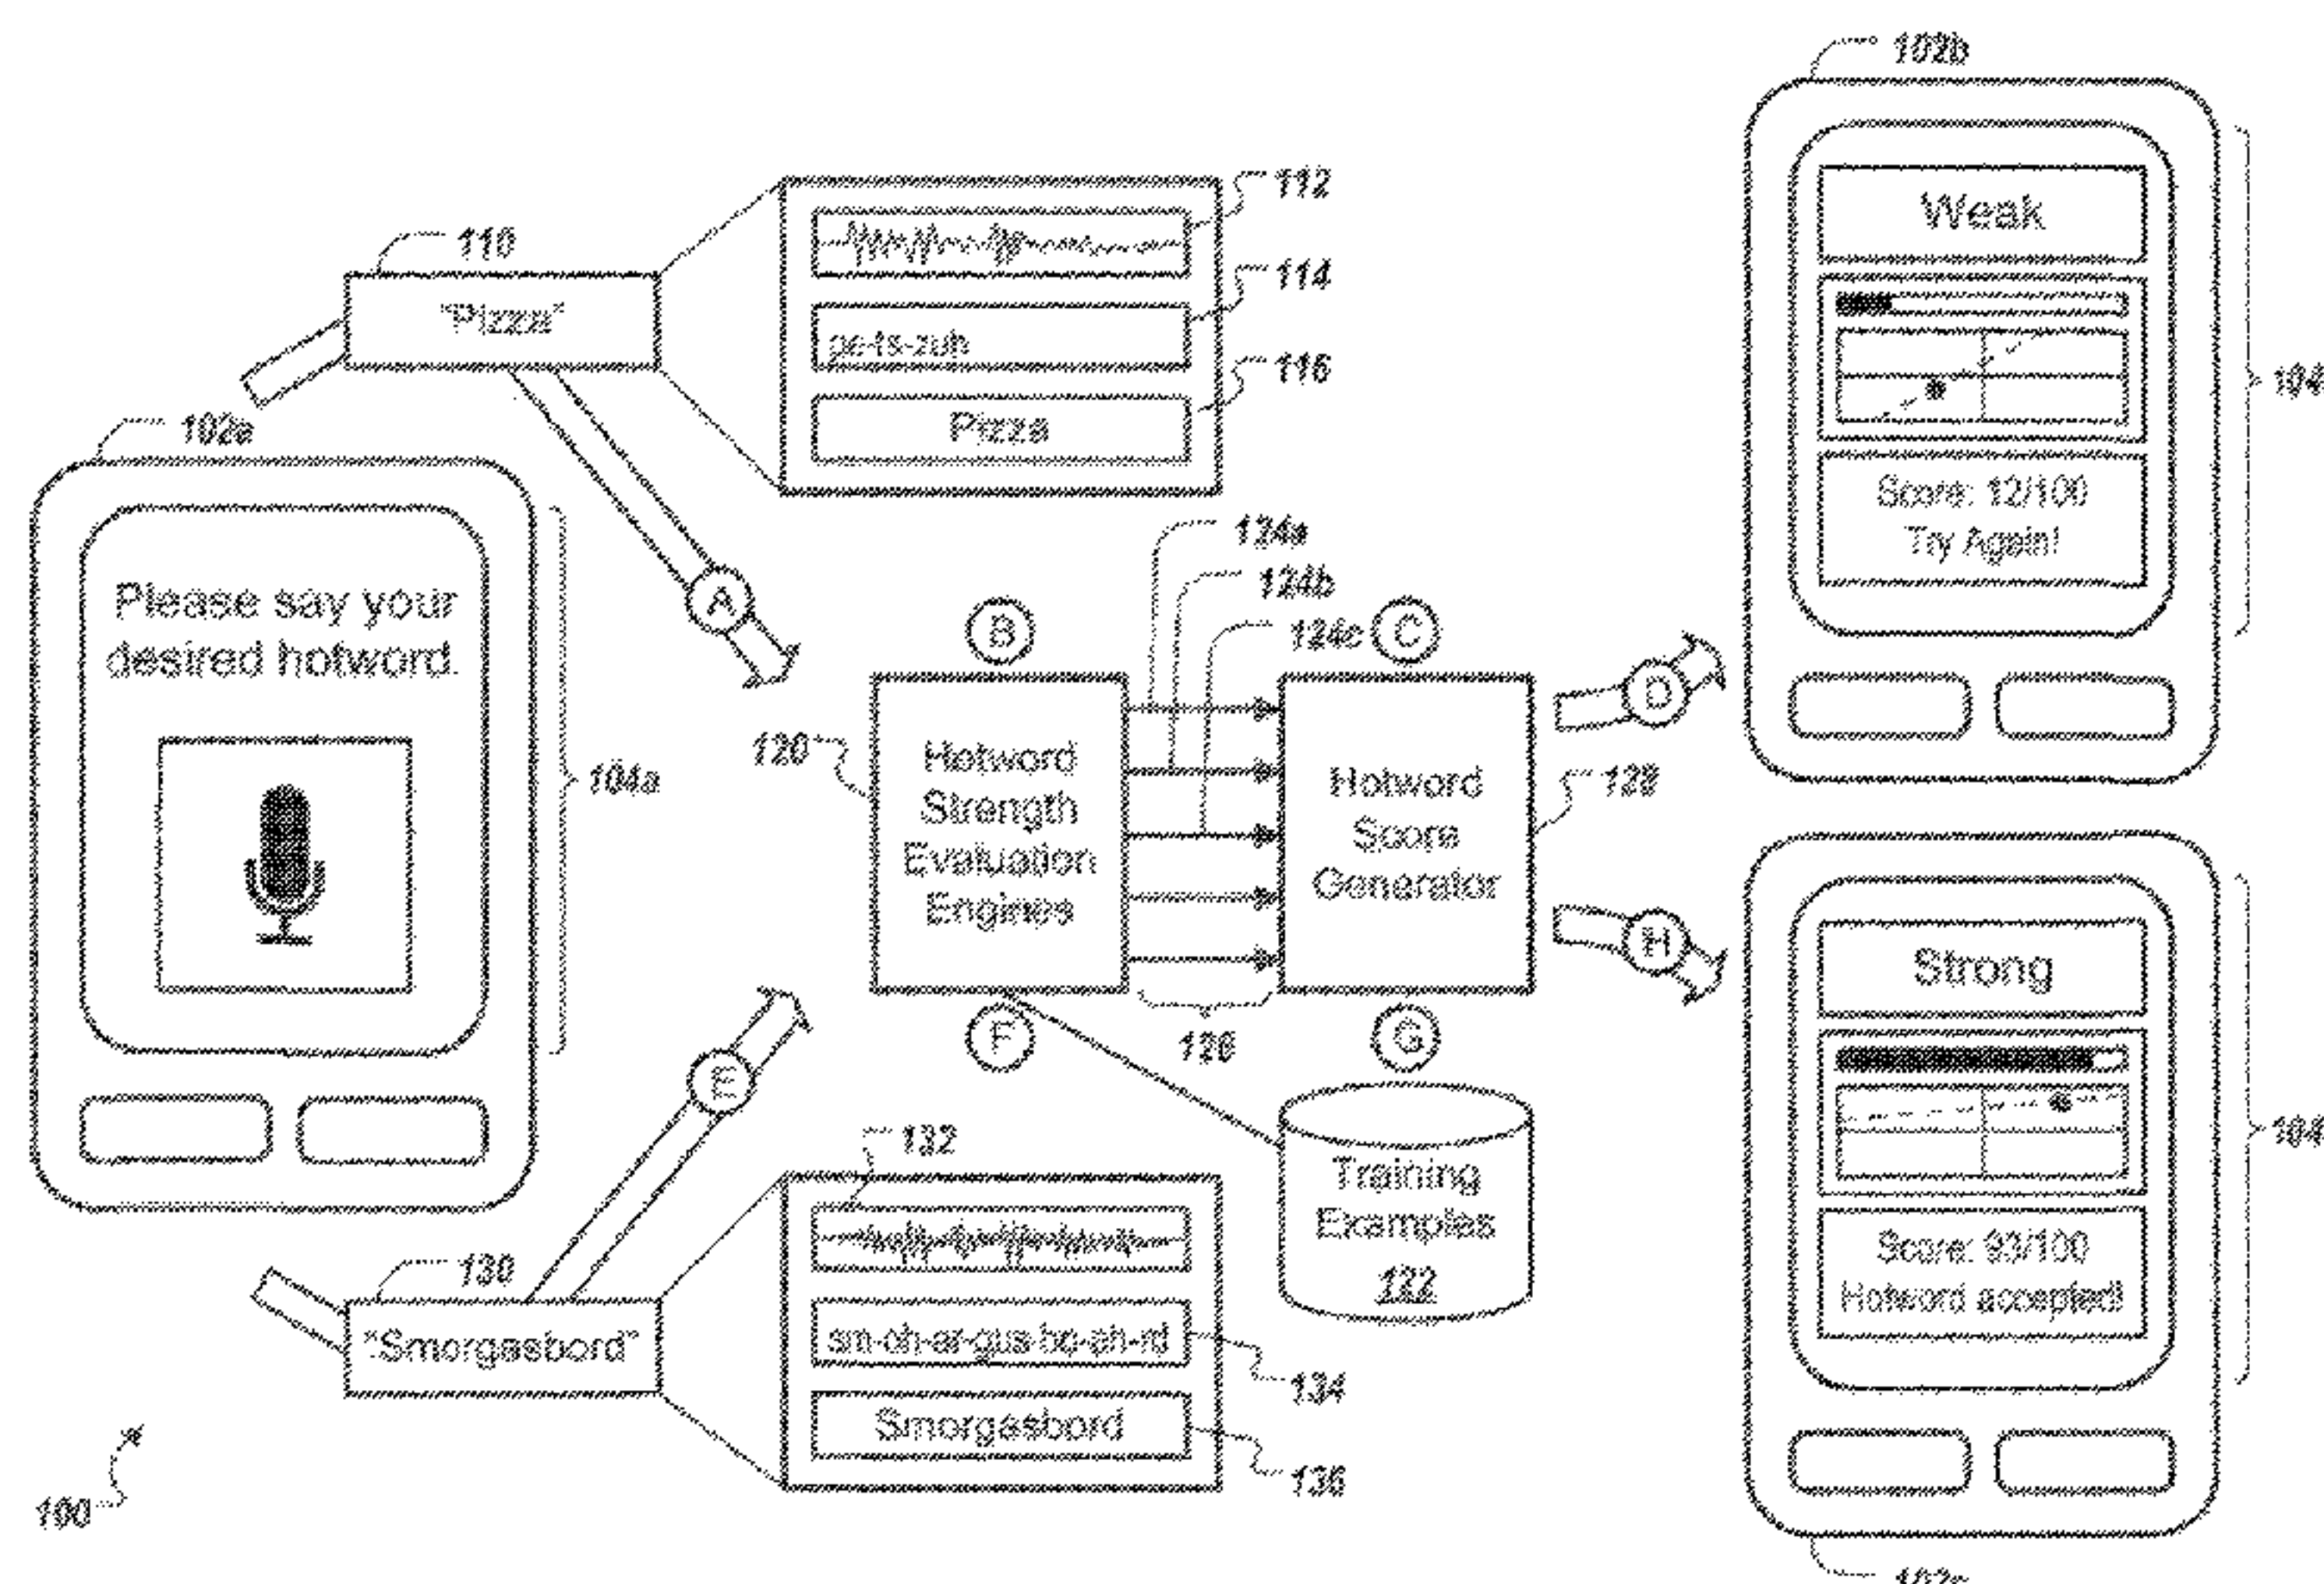 102b
112
Weak
110
114
"Pizza"
pe-ts-zuh
116
104
102a
Pizza
Score: 12/100
Try Again!
124a
124b
124c
A
B
C
Please say your
desired hotword.
D
120
Hotword
Strength
Evaluation
Engines
Hotword
Score
Generator
128
104a
H
Strong
F
126
G
E
132
Training
Examples
122
104
Score: 93/100
Hotword accepted!
130
"Smorgasbord"
sm-oh-ar-gus-bo-ah-rd
134
Smorgasbord
136
100